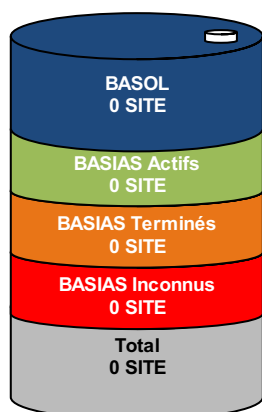 BASOL
0 SITE
BASIAS Actifs
0 SITE
BASIAS Terminés
0 SITE
BASIAS Inconnus
0 SITE
Total
0 SITE